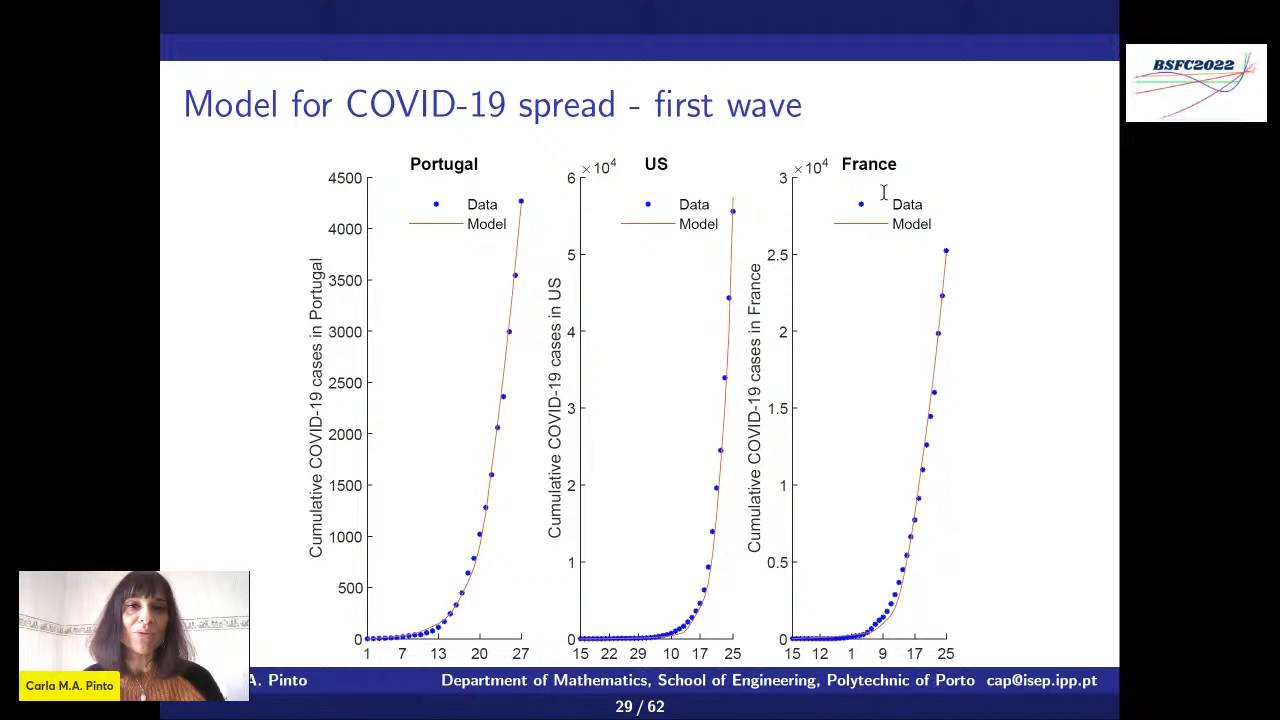 BSFC2022
Model for COVID-19 spread - first wave
Portugal
4500
4000
3500
3000
2500
2000
1500
1000
500
0
1 7 13 20 27
Cumulative COVID-19 cases in Portugal
Data
Model
US
×10⁴
6
5
4
3
2
1
0
15 22 29 10 17 25
Cumulative COVID-19 cases in US
Data
Model
France
×10⁴
3
2.5
2
1.5
1
0.5
0
15 12 1 9 17 25
Cumulative COVID-19 cases in France
Data
Model
Carla M.A. Pinto
A. Pinto
Department of Mathematics, School of Engineering, Polytechnic of Porto cap@isep.ipp.pt
29 / 62